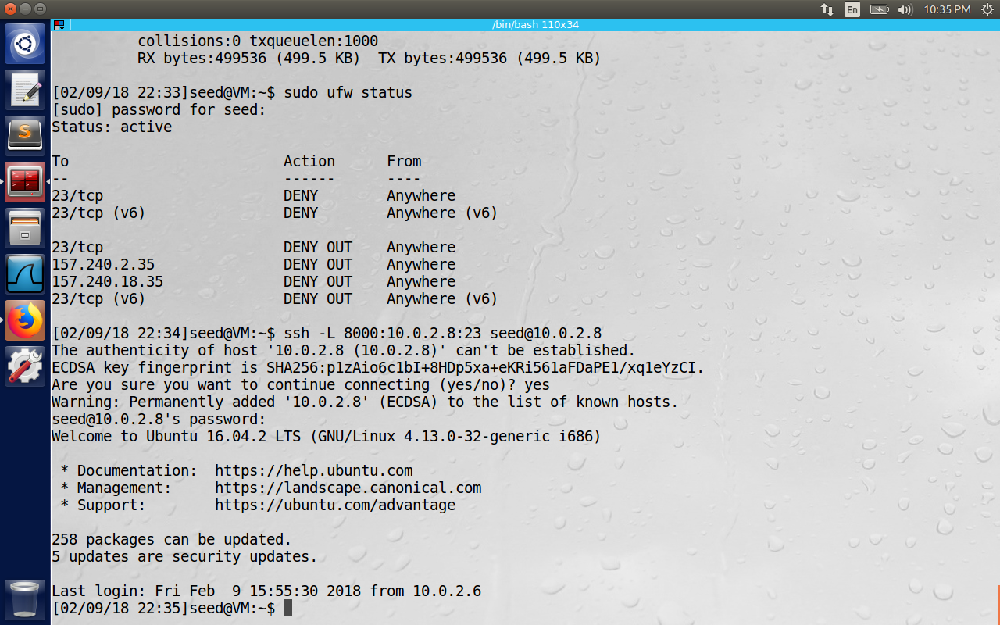 En 10:35 PM
/bin/bash 110x34
collisions:0 txqueuelen:1000
RX bytes:499536 (499.5 KB)  TX bytes:499536 (499.5 KB)
[02/09/18 22:33]seed@VM:~$ sudo ufw status
[sudo] password for seed:
Status: active
To                         Action      From
--                         ------      ----
23/tcp                     DENY        Anywhere
23/tcp (v6)                DENY        Anywhere (v6)
23/tcp                     DENY OUT    Anywhere
157.240.2.35               DENY OUT    Anywhere
157.240.18.35              DENY OUT    Anywhere
23/tcp (v6)                DENY OUT    Anywhere (v6)
[02/09/18 22:34]seed@VM:~$ ssh -L 8000:10.0.2.8:23 seed@10.0.2.8
The authenticity of host '10.0.2.8 (10.0.2.8)' can't be established.
ECDSA key fingerprint is SHA256:p1zAio6c1bI+8HDp5xa+eKRi561aFDaPE1/xq1eYzCI.
Are you sure you want to continue connecting (yes/no)? yes
Warning: Permanently added '10.0.2.8' (ECDSA) to the list of known hosts.
seed@10.0.2.8's password:
Welcome to Ubuntu 16.04.2 LTS (GNU/Linux 4.13.0-32-generic i686)
* Documentation:  https://help.ubuntu.com
* Management:     https://landscape.canonical.com
* Support:        https://ubuntu.com/advantage
258 packages can be updated.
5 updates are security updates.
Last login: Fri Feb  9 15:55:30 2018 from 10.0.2.6
[02/09/18 22:35]seed@VM:~$